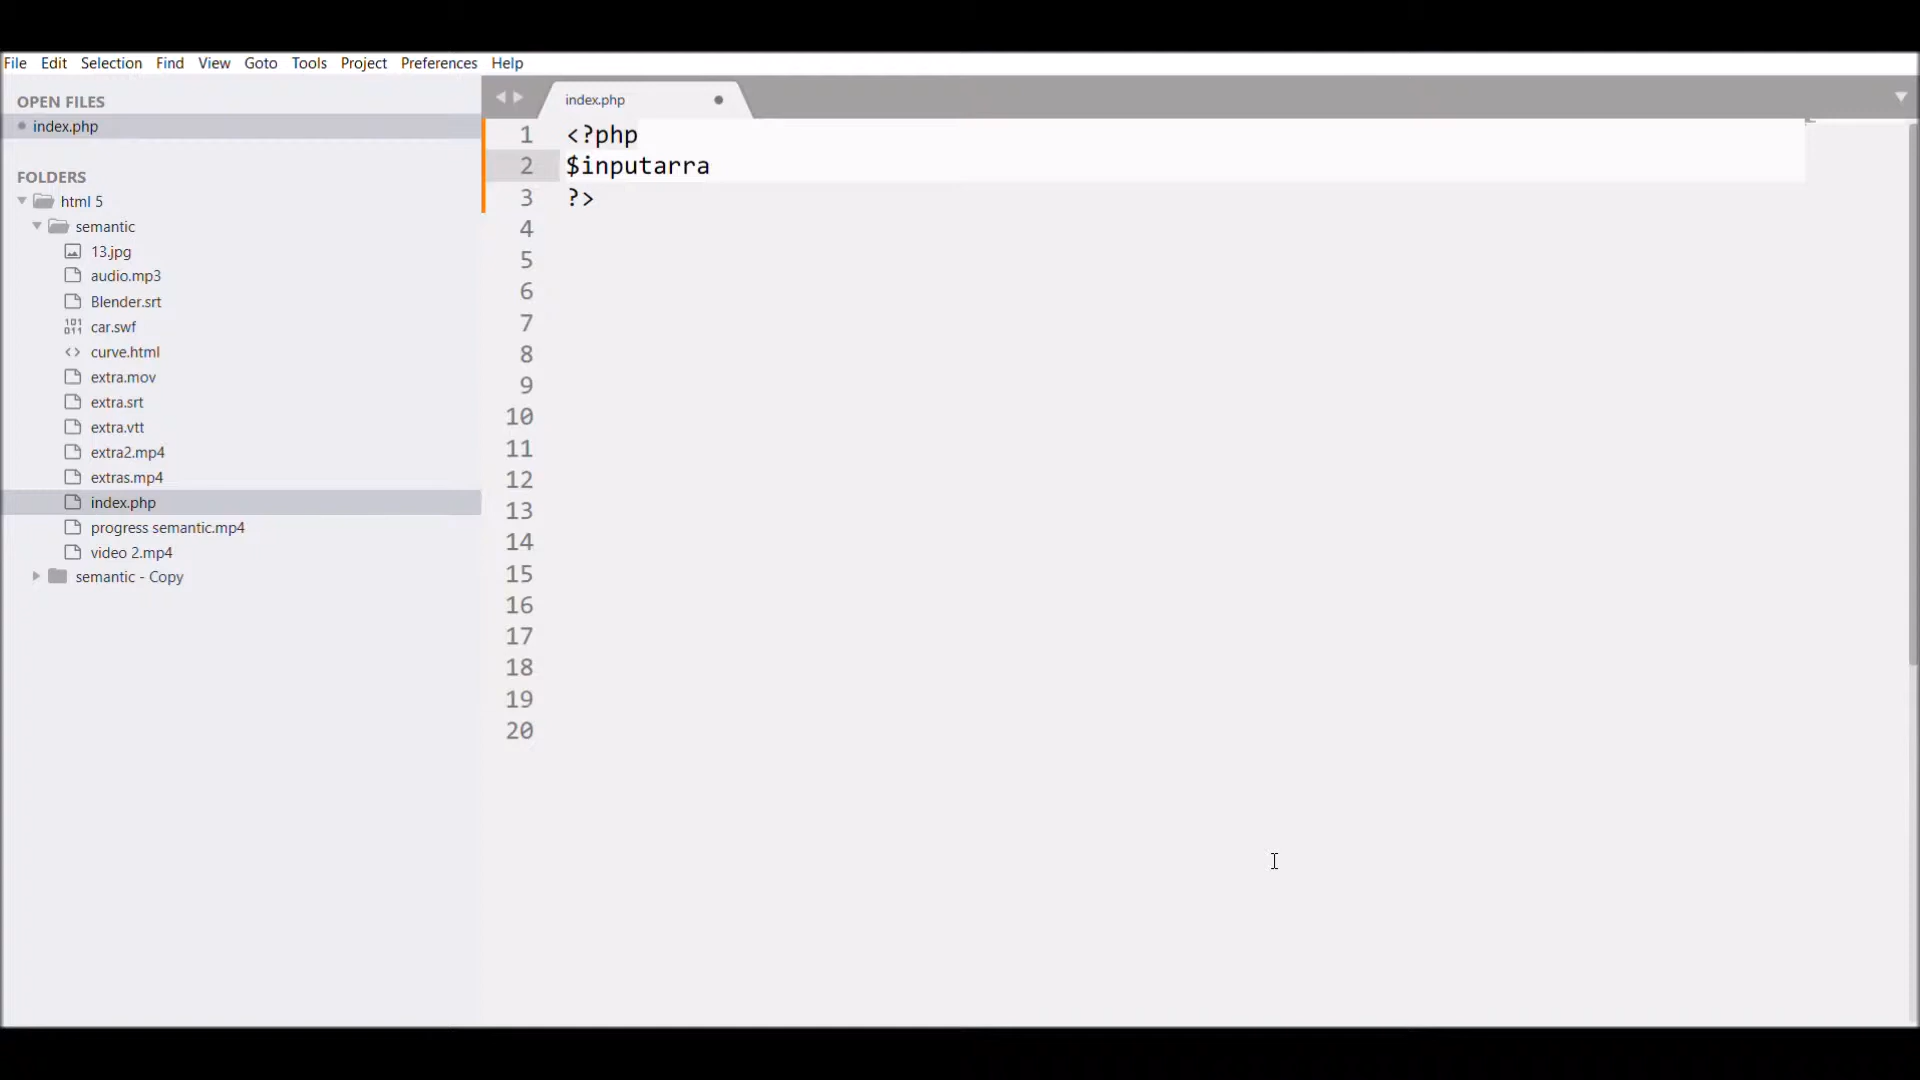 File Edit Selection Find View Goto Tools Project Preferences Help
OPEN FILES
index.php
FOLDERS
html 5
semantic
13.jpg
audio.mp3
Blender.srt
car.swf
curve.html
extra.mov
extra.srt
extra.vtt
extra2.mp4
extras.mp4
index.php
progress semantic.mp4
video 2.mp4
semantic - Copy
index.php
1 <?php
2 $inputarra
3 ?>
4
5
6
7
8
9
10
11
12
13
14
15
16
17
18
19
20